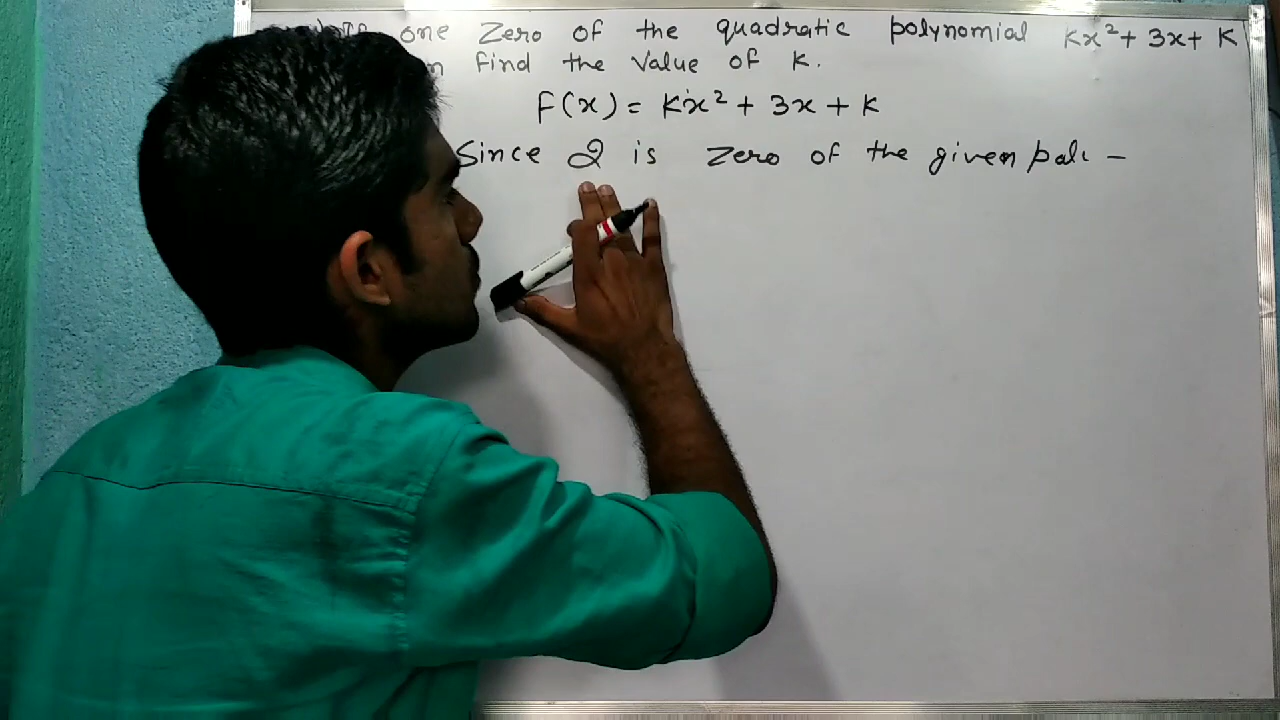 one Zero of the quadratic polynomial Kx²+ 3x+ K
find the Value of K.
F(x) = Kx² + 3x + K
Since 2 is Zero of the given pali –